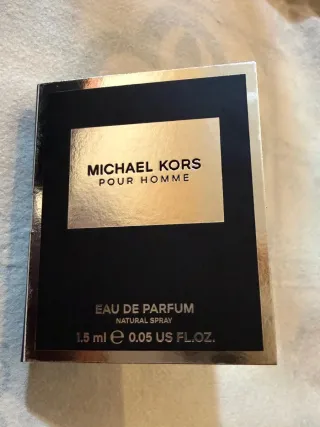 MICHAEL KORS
POUR HOMME
EAU DE PARFUM
NATURAL SPRAY
1.5 ml ℮ 0.05 US FL.OZ.